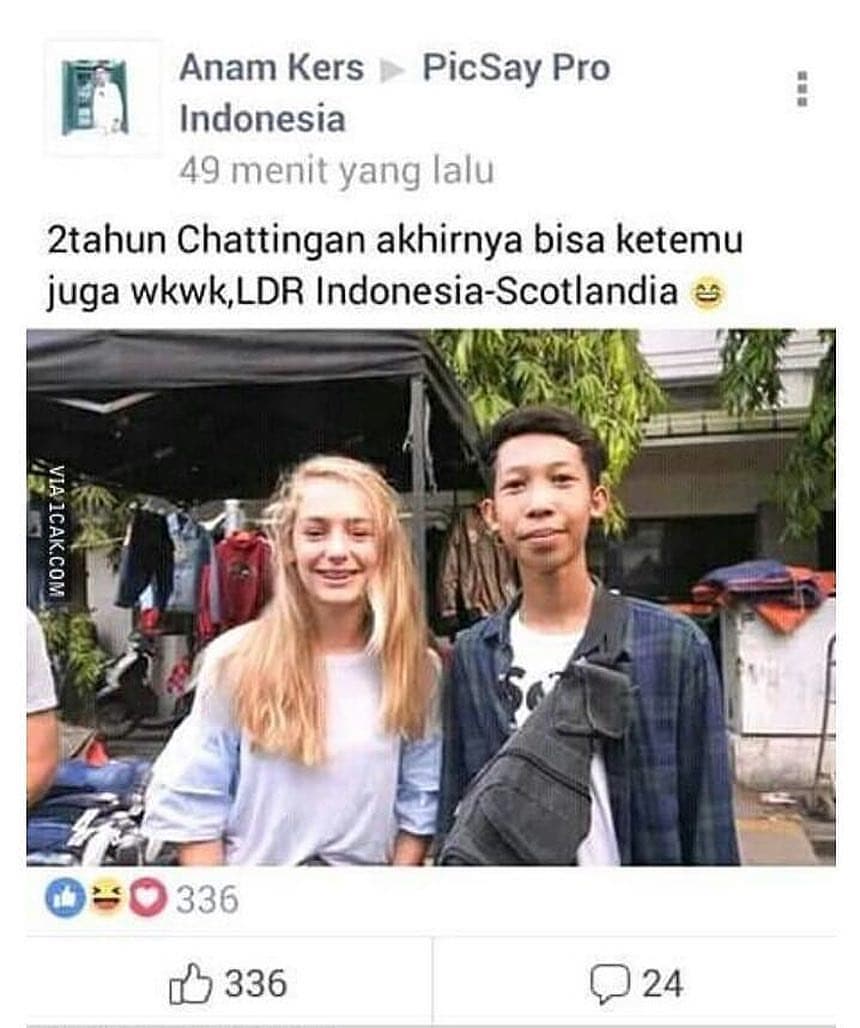 Anam Kers ▶ PicSay Pro
Indonesia
49 menit yang lalu
2tahun Chattingan akhirnya bisa ketemu
juga wkwk,LDR Indonesia-Scotlandia 😄
VIA 1CAK.COM
336
336
24